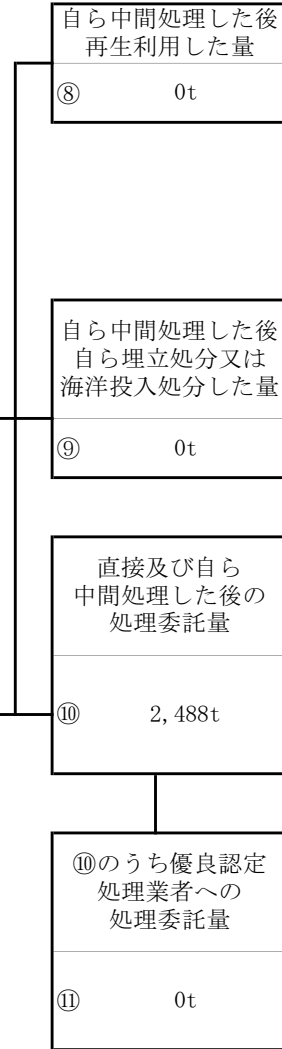 自ら中間処理した後
再生利用した量
⑧ 0t
自ら中間処理した後
自ら埋立処分又は
海洋投入処分した量
⑨ 0t
直接及び自ら
中間処理した後の
処理委託量
⑩ 2,488t
⑩のうち優良認定
処理業者への
処理委託量
⑪ 0t